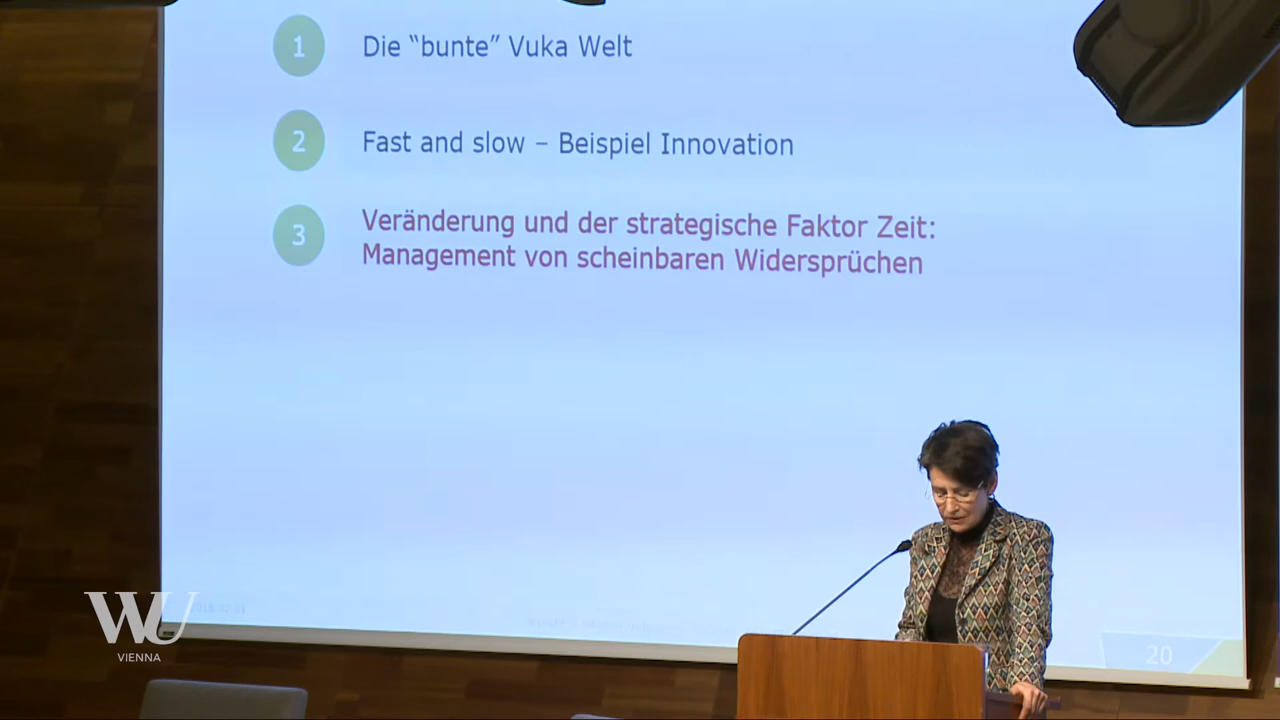 1 Die “bunte” Vuka Welt
2 Fast and slow – Beispiel Innovation
3 Veränderung und der strategische Faktor Zeit:
Management von scheinbaren Widersprüchen
WU
VIENNA
20